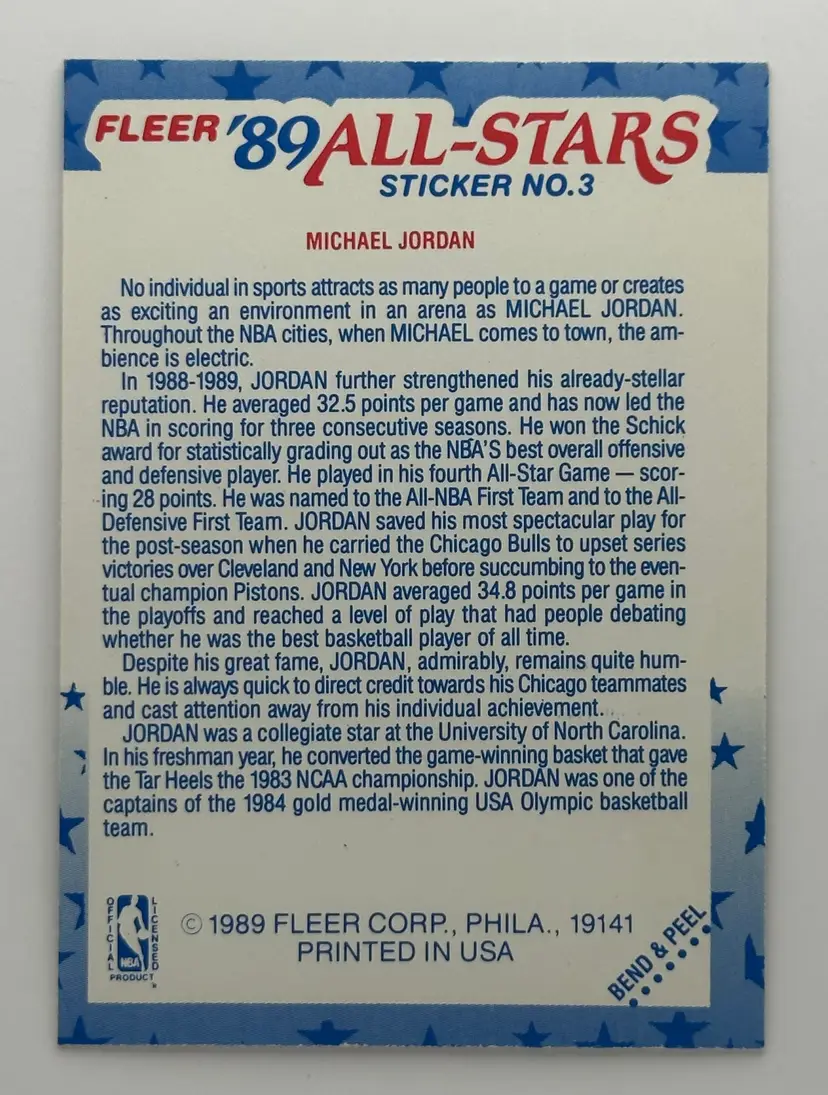 FLEER '89 ALL-STARS
STICKER NO.3
MICHAEL JORDAN
No individual in sports attracts as many people to a game or creates
as exciting an environment in an arena as MICHAEL JORDAN.
Throughout the NBA cities, when MICHAEL comes to town, the am-
bience is electric.
In 1988-1989, JORDAN further strengthened his already-stellar
reputation. He averaged 32.5 points per game and has now led the
NBA in scoring for three consecutive seasons. He won the Schick
award for statistically grading out as the NBA'S best overall offensive
and defensive player. He played in his fourth All-Star Game — scor-
ing 28 points. He was named to the All-NBA First Team and to the All-
Defensive First Team. JORDAN saved his most spectacular play for
the post-season when he carried the Chicago Bulls to upset series
victories over Cleveland and New York before succumbing to the even-
tual champion Pistons. JORDAN averaged 34.8 points per game in
the playoffs and reached a level of play that had people debating
whether he was the best basketball player of all time.
Despite his great fame, JORDAN, admirably, remains quite hum-
ble. He is always quick to direct credit towards his Chicago teammates
and cast attention away from his individual achievement.
JORDAN was a collegiate star at the University of North Carolina.
In his freshman year, he converted the game-winning basket that gave
the Tar Heels the 1983 NCAA championship. JORDAN was one of the
captains of the 1984 gold medal-winning USA Olympic basketball
team.
OFFICIAL
LICENSED
NBA
PRODUCT
© 1989 FLEER CORP., PHILA., 19141
PRINTED IN USA
BEND & PEEL